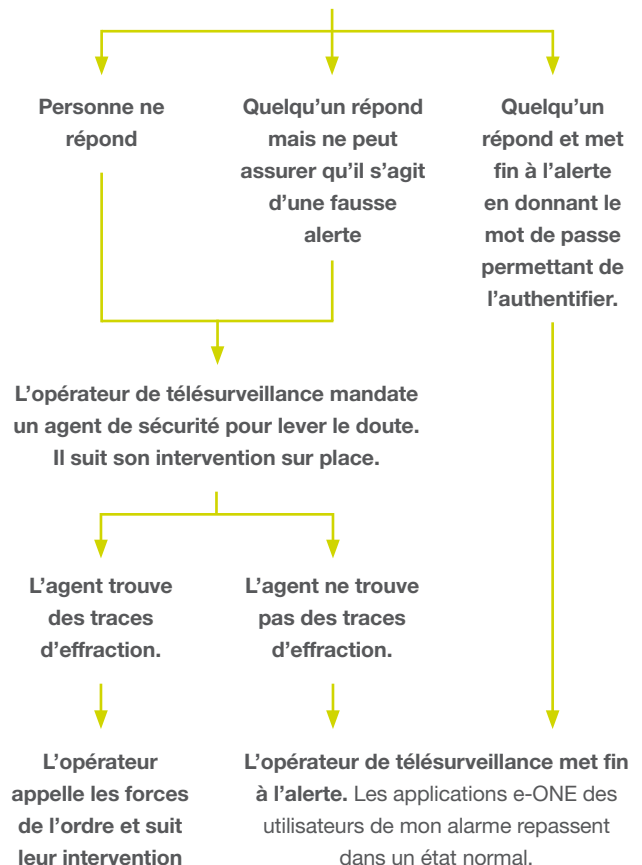 Personne ne
répond
Quelqu’un répond
mais ne peut
assurer qu’il s’agit
d’une fausse
alerte
Quelqu’un
répond et met
fin à l’alerte
en donnant le
mot de passe
permettant de
l’authentifier.
L’opérateur de télésurveillance mandate
un agent de sécurité pour lever le doute.
Il suit son intervention sur place.
L’agent trouve
des traces
d’effraction.
L’agent ne trouve
pas des traces
d’effraction.
L’opérateur
appelle les forces
de l’ordre et suit
leur intervention
L’opérateur de télésurveillance met fin
à l’alerte. Les applications e-ONE des
utilisateurs de mon alarme repassent
dans un état normal.